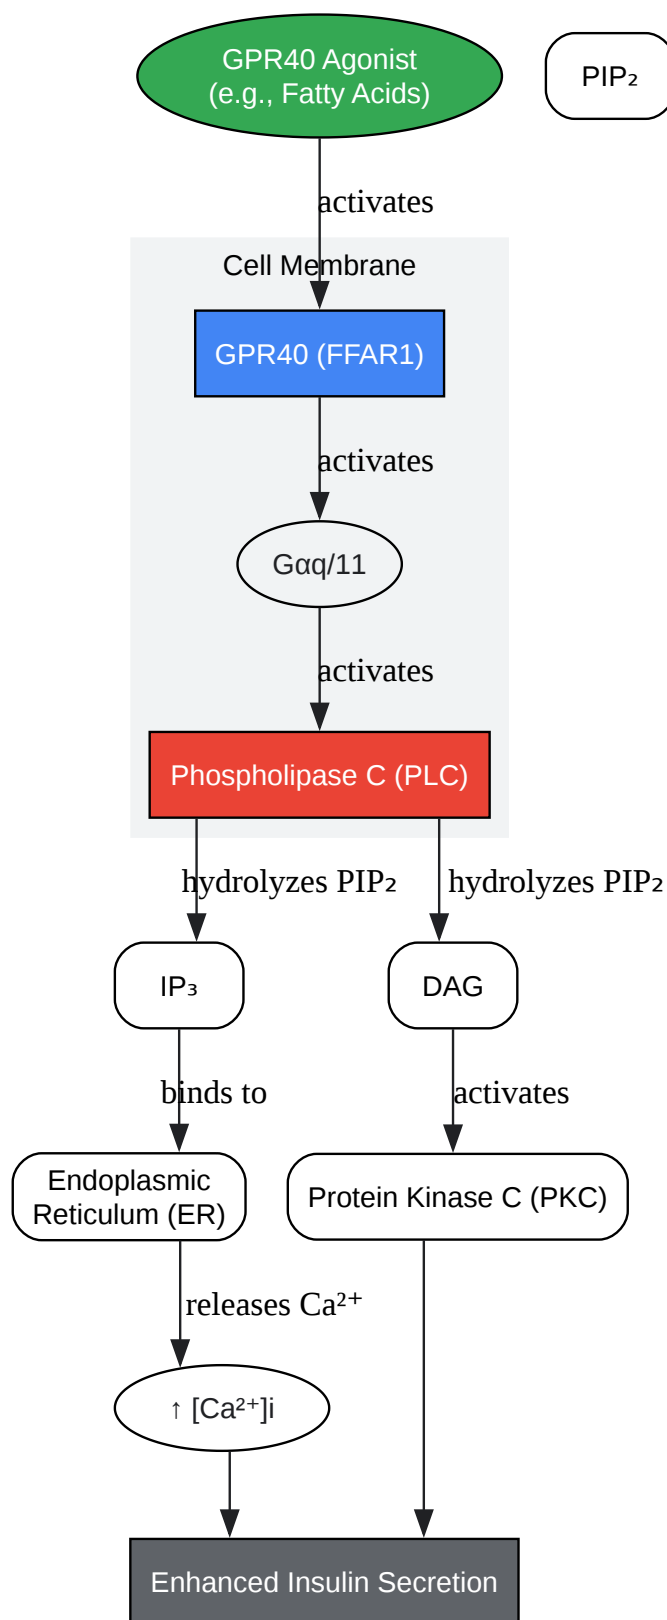 GPR40 Agonist
(e.g., Fatty Acids)
PIP₂
activates
Cell Membrane
GPR40 (FFAR1)
activates
Gαq/11
activates
Phospholipase C (PLC)
hydrolyzes PIP₂
hydrolyzes PIP₂
IP₃
DAG
binds to
activates
Endoplasmic
Reticulum (ER)
Protein Kinase C (PKC)
releases Ca²⁺
↑ [Ca²⁺]i
Enhanced Insulin Secretion